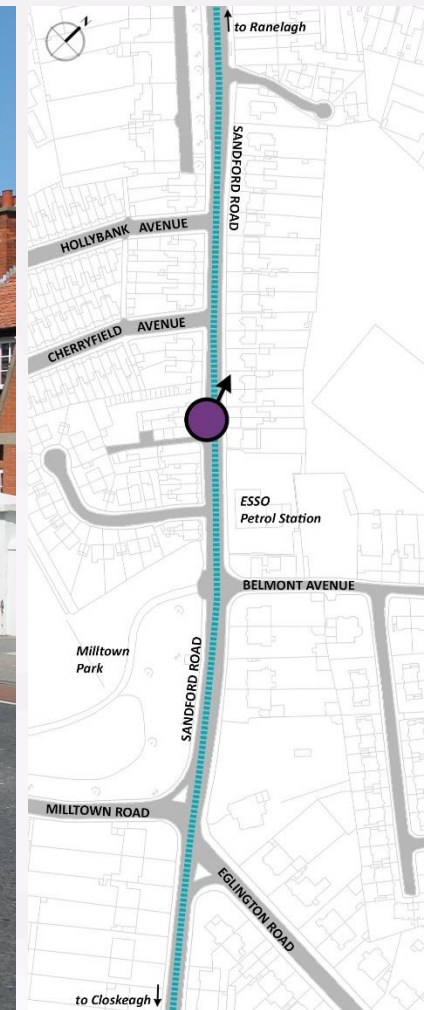 to Ranelagh
SANDFORD ROAD
HOLLYBANK AVENUE
CHERRYFIELD AVENUE
ESSO
Petrol Station
BELMONT AVENUE
Milltown
Park
SANDFORD ROAD
MILLTOWN ROAD
EGLINGTON ROAD
to Closkeagh